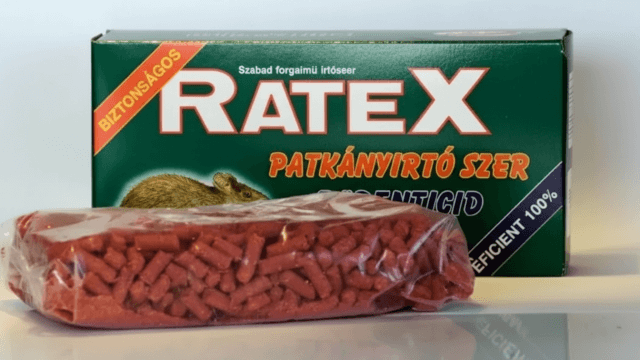 BIZTONSÁGOS
Szabad forgalmú irtószer
RATEX
PATKÁNYIRTÓ SZER
EFICIENT 100%